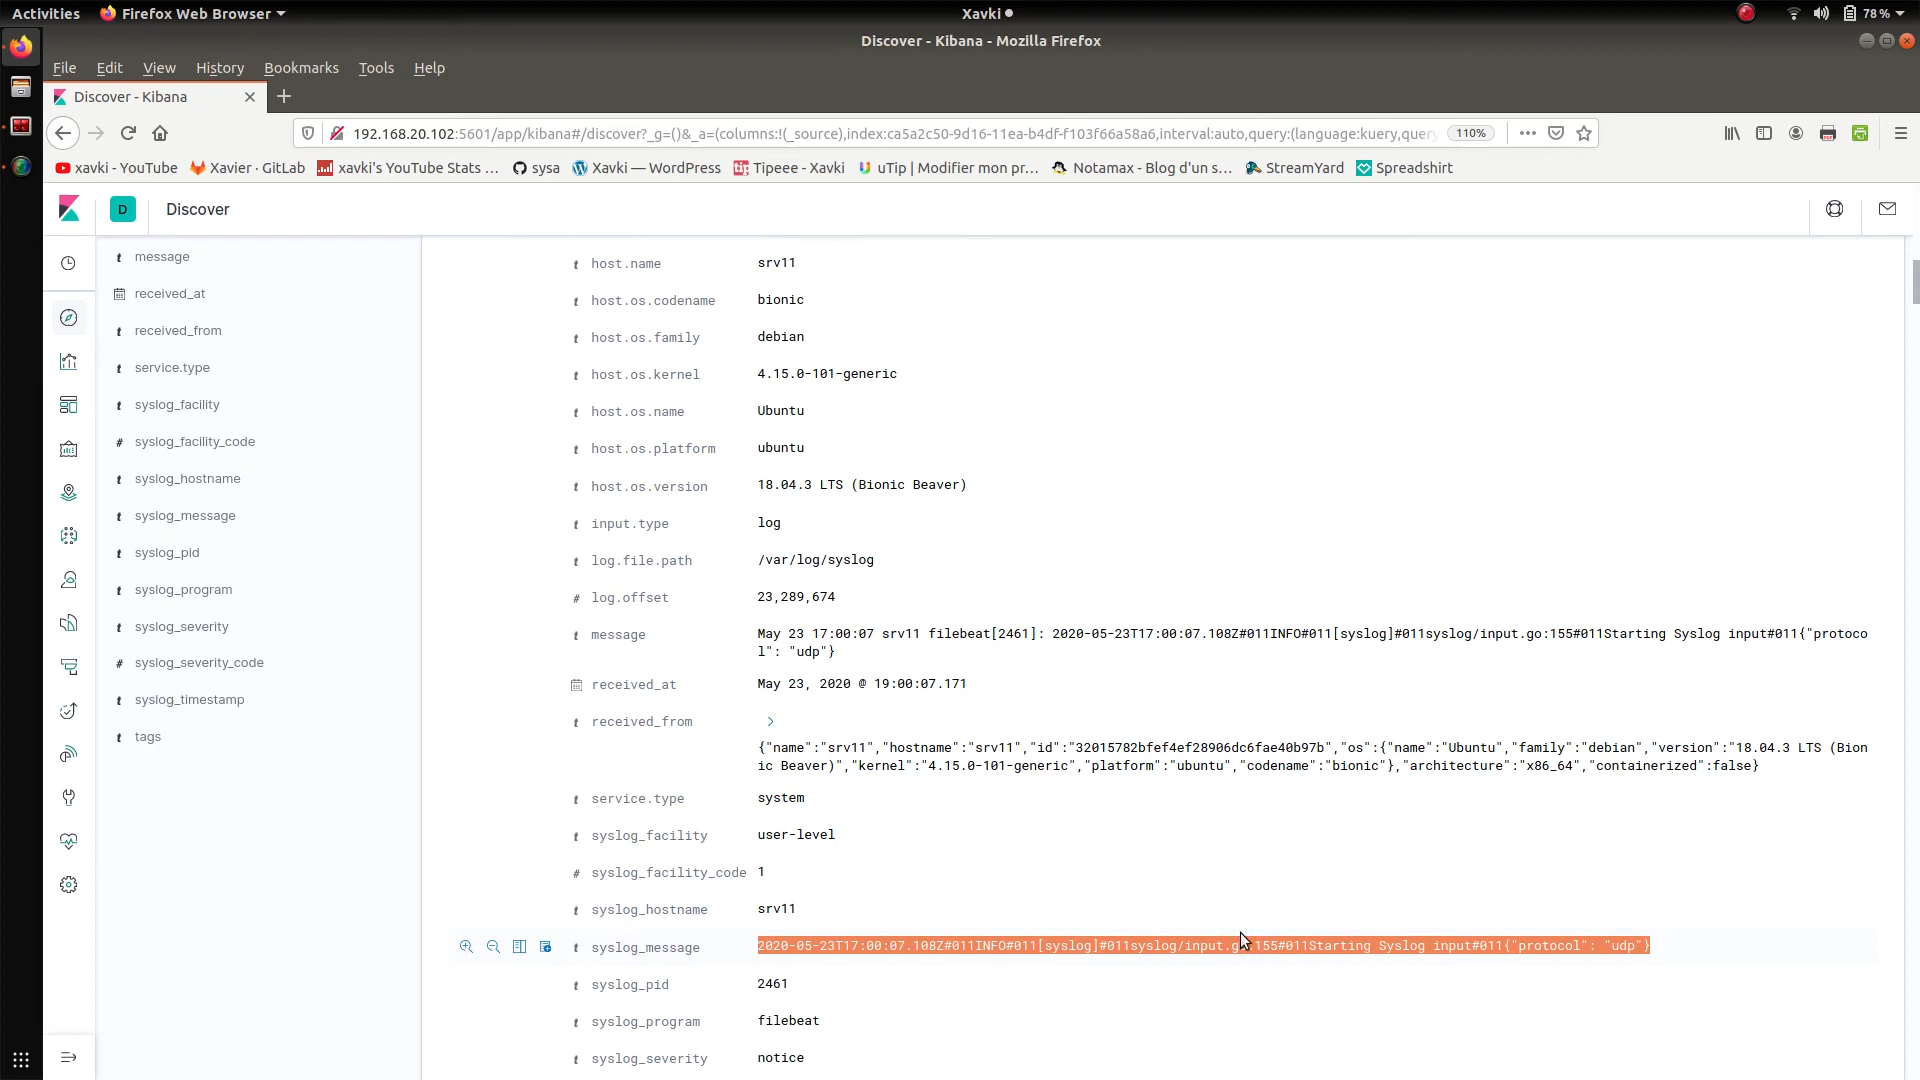 Activities Firefox Web Browser Xavki 78 %
Discover - Kibana - Mozilla Firefox
File Edit View History Bookmarks Tools Help
Discover - Kibana
192.168.20.102:5601/app/kibana#/discover?_g=()&_a=(columns:!(_source),index:ca5a2c50-9d16-11ea-b4df-f103f66a58a6,interval:auto,query:(language:kuery,query 110%
xavki - YouTube Xavier · GitLab xavki's YouTube Stats ... sysa Xavki — WordPress Tipeee - Xavki uTip | Modifier mon pr... Notamax - Blog d'un s... StreamYard Spreadshirt
D Discover
t message
received_at
t received_from
t service.type
t syslog_facility
# syslog_facility_code
t syslog_hostname
t syslog_message
t syslog_pid
t syslog_program
t syslog_severity
# syslog_severity_code
t syslog_timestamp
t tags
t host.name srv11
t host.os.codename bionic
t host.os.family debian
t host.os.kernel 4.15.0-101-generic
t host.os.name Ubuntu
t host.os.platform ubuntu
t host.os.version 18.04.3 LTS (Bionic Beaver)
t input.type log
t log.file.path /var/log/syslog
# log.offset 23,289,674
t message May 23 17:00:07 srv11 filebeat[2461]: 2020-05-23T17:00:07.108Z#011INFO#011[syslog]#011syslog/input.go:155#011Starting Syslog input#011{"protoco
l": "udp"}
received_at May 23, 2020 @ 19:00:07.171
t received_from
{"name":"srv11","hostname":"srv11","id":"32015782bfef4ef28906dc6fae40b97b","os":{"name":"Ubuntu","family":"debian","version":"18.04.3 LTS (Bion
ic Beaver)","kernel":"4.15.0-101-generic","platform":"ubuntu","codename":"bionic"},"architecture":"x86_64","containerized":false}
t service.type system
t syslog_facility user-level
# syslog_facility_code 1
t syslog_hostname srv11
t syslog_message 2020-05-23T17:00:07.108Z#011INFO#011[syslog]#011syslog/input.go:155#011Starting Syslog input#011{"protocol": "udp"}
t syslog_pid 2461
t syslog_program filebeat
t syslog_severity notice